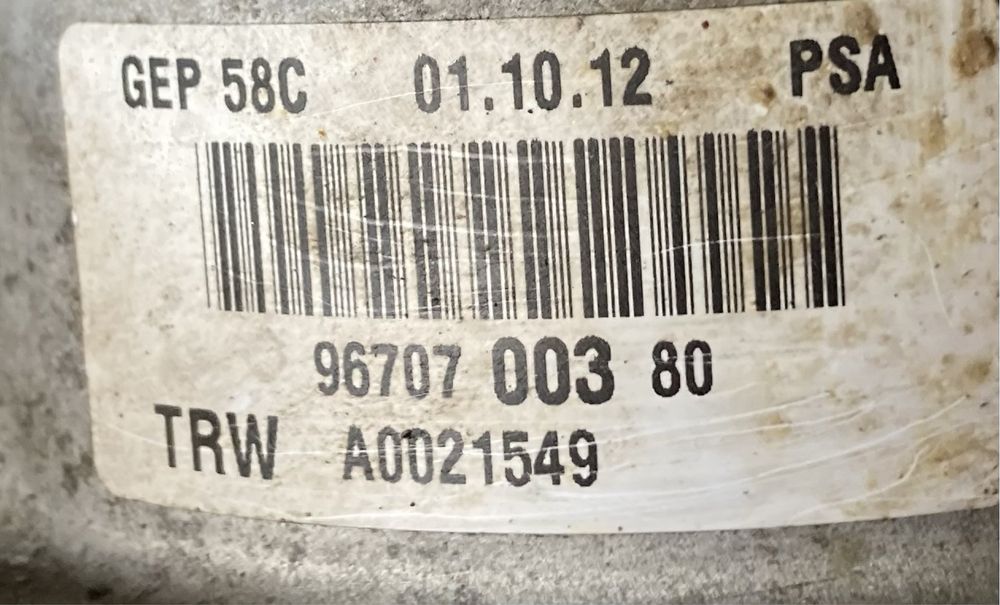 GEP 58C 01.10.12 PSA
96707 003 80
TRW A0021549